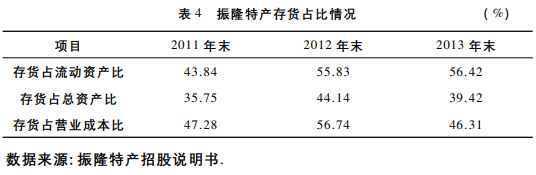 表 4 振隆特产存货占比情况 (%)
项目 2011 年末 2012 年末 2013 年末
存货占流动资产比 43.84 55.83 56.42
存货占总资产比 35.75 44.14 39.42
存货占营业成本比 47.28 56.74 46.31
数据来源:振隆特产招股说明书.